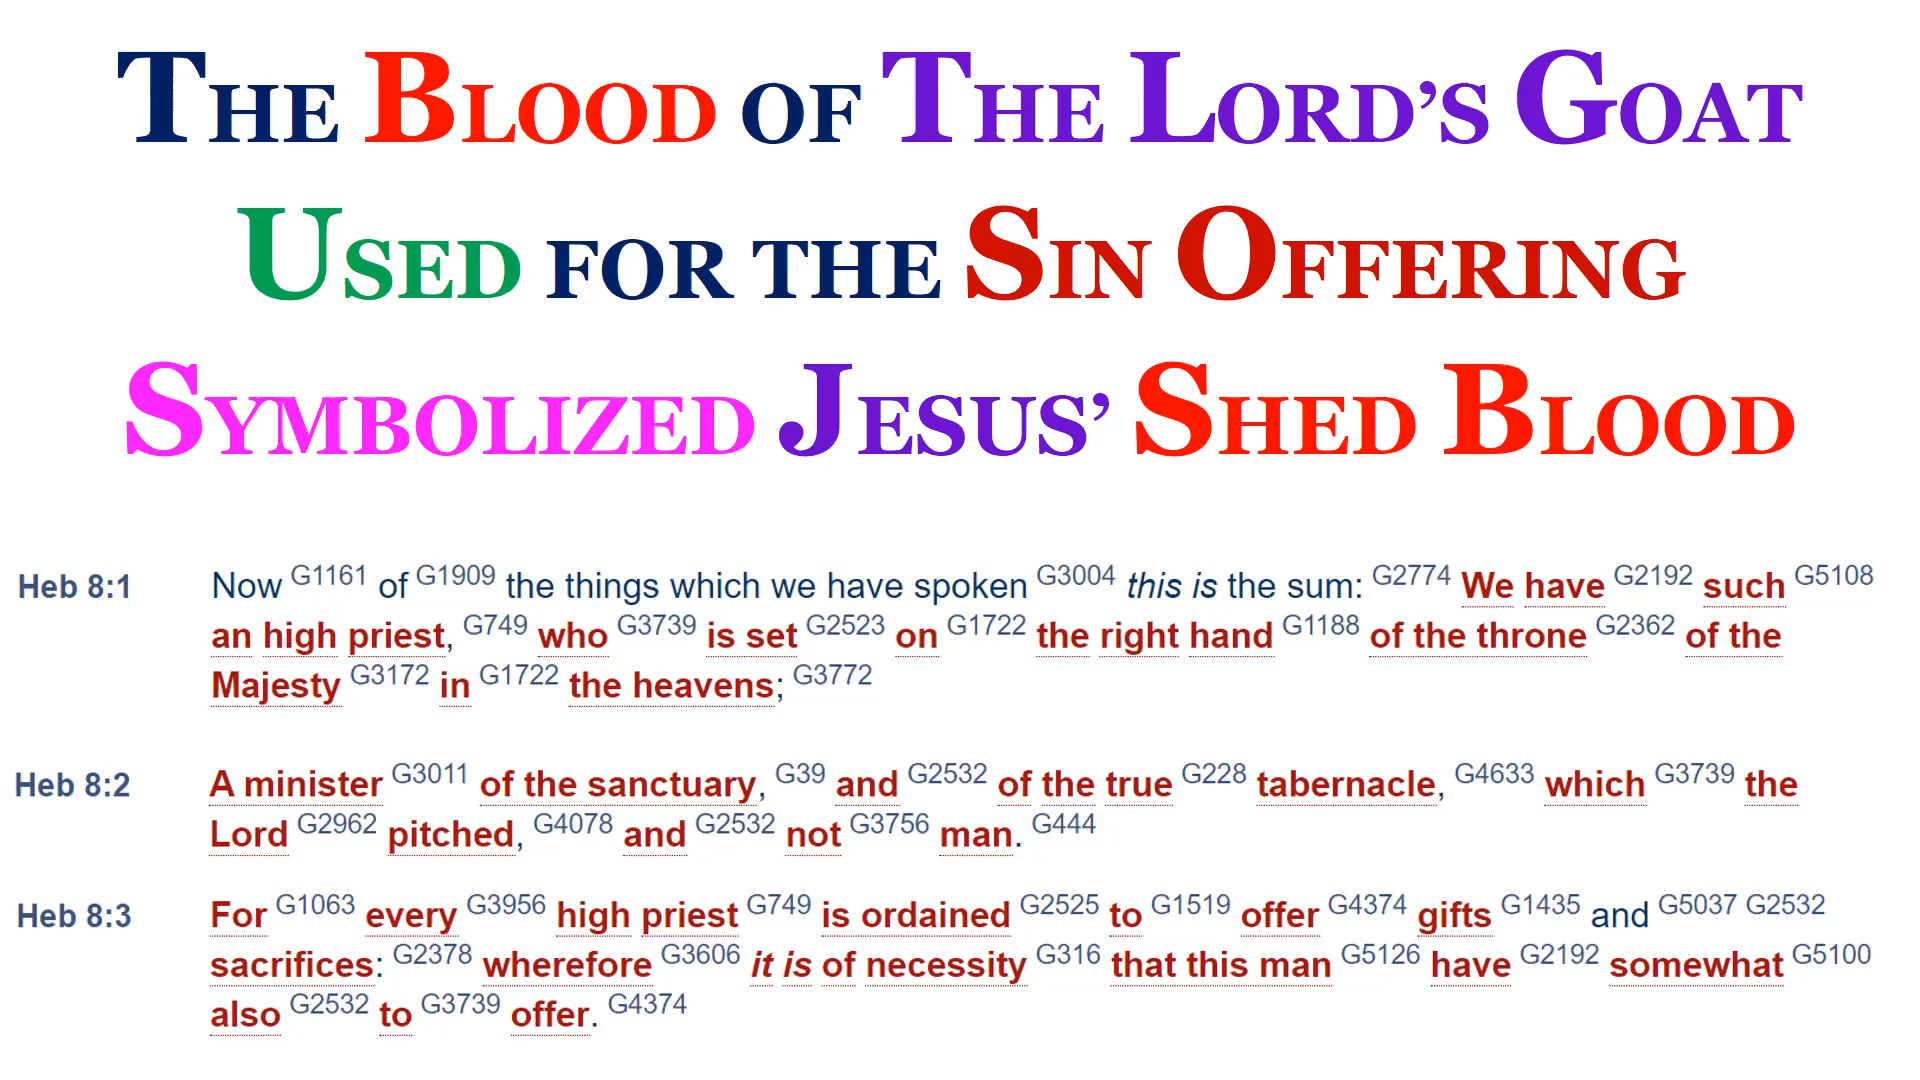 The Blood of The Lord’s Goat
Used for the Sin Offering
Symbolized Jesus’ Shed Blood
Heb 8:1 Now G1161 of G1909 the things which we have spoken G3004 this is the sum: G2774 We have G2192 such G5108
an high priest, G749 who G3739 is set G2523 on G1722 the right hand G1188 of the throne G2362 of the
Majesty G3172 in G1722 the heavens; G3772
Heb 8:2 A minister G3011 of the sanctuary, G39 and G2532 of the true G228 tabernacle, G4633 which G3739 the
Lord G2962 pitched, G4078 and G2532 not G3756 man. G444
Heb 8:3 For G1063 every G3956 high priest G749 is ordained G2525 to G1519 offer G4374 gifts G1435 and G5037 G2532
sacrifices: G2378 wherefore G3606 it is of necessity G316 that this man G5126 have G2192 somewhat G5100
also G2532 to G3739 offer. G4374